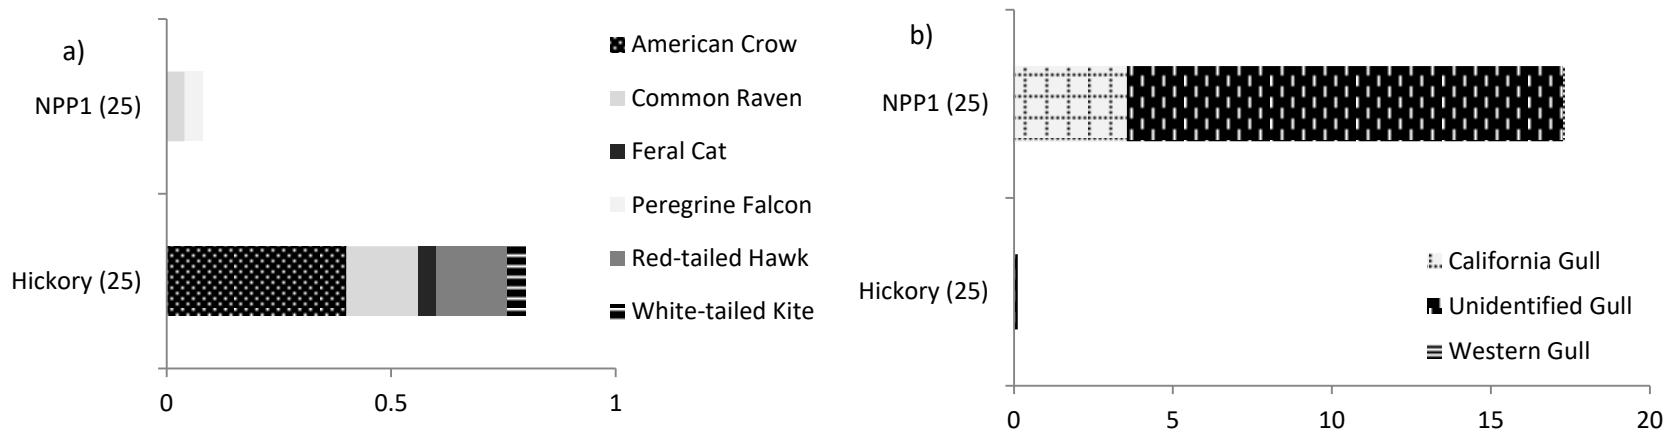 a)
NPP1 (25)
Hickory (25)
American Crow
Common Raven
Feral Cat
Peregrine Falcon
Red-tailed Hawk
White-tailed Kite
0 0.5 1
b)
NPP1 (25)
Hickory (25)
California Gull
Unidentified Gull
Western Gull
0 5 10 15 20